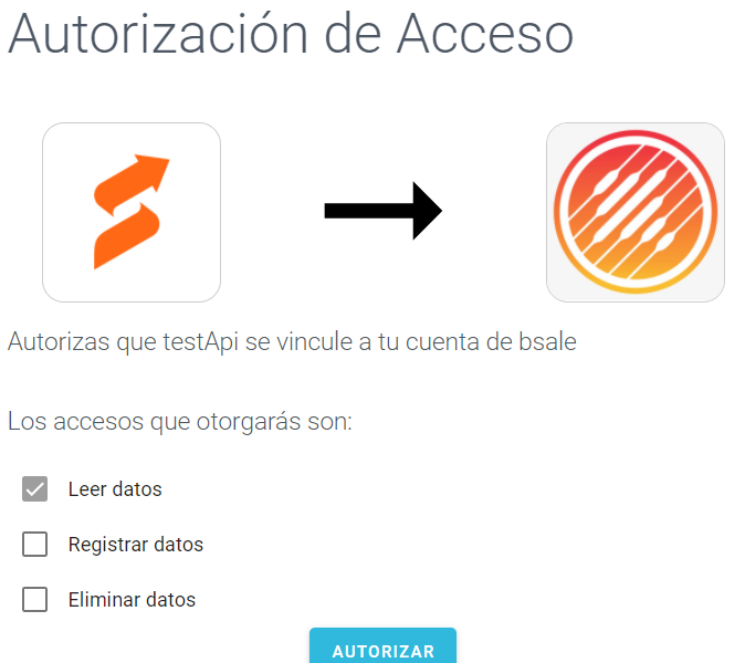 Autorización de Acceso
Autorizas que testApi se vincule a tu cuenta de bsale
Los accesos que otorgarás son:
Leer datos
Registrar datos
Eliminar datos
AUTORIZAR